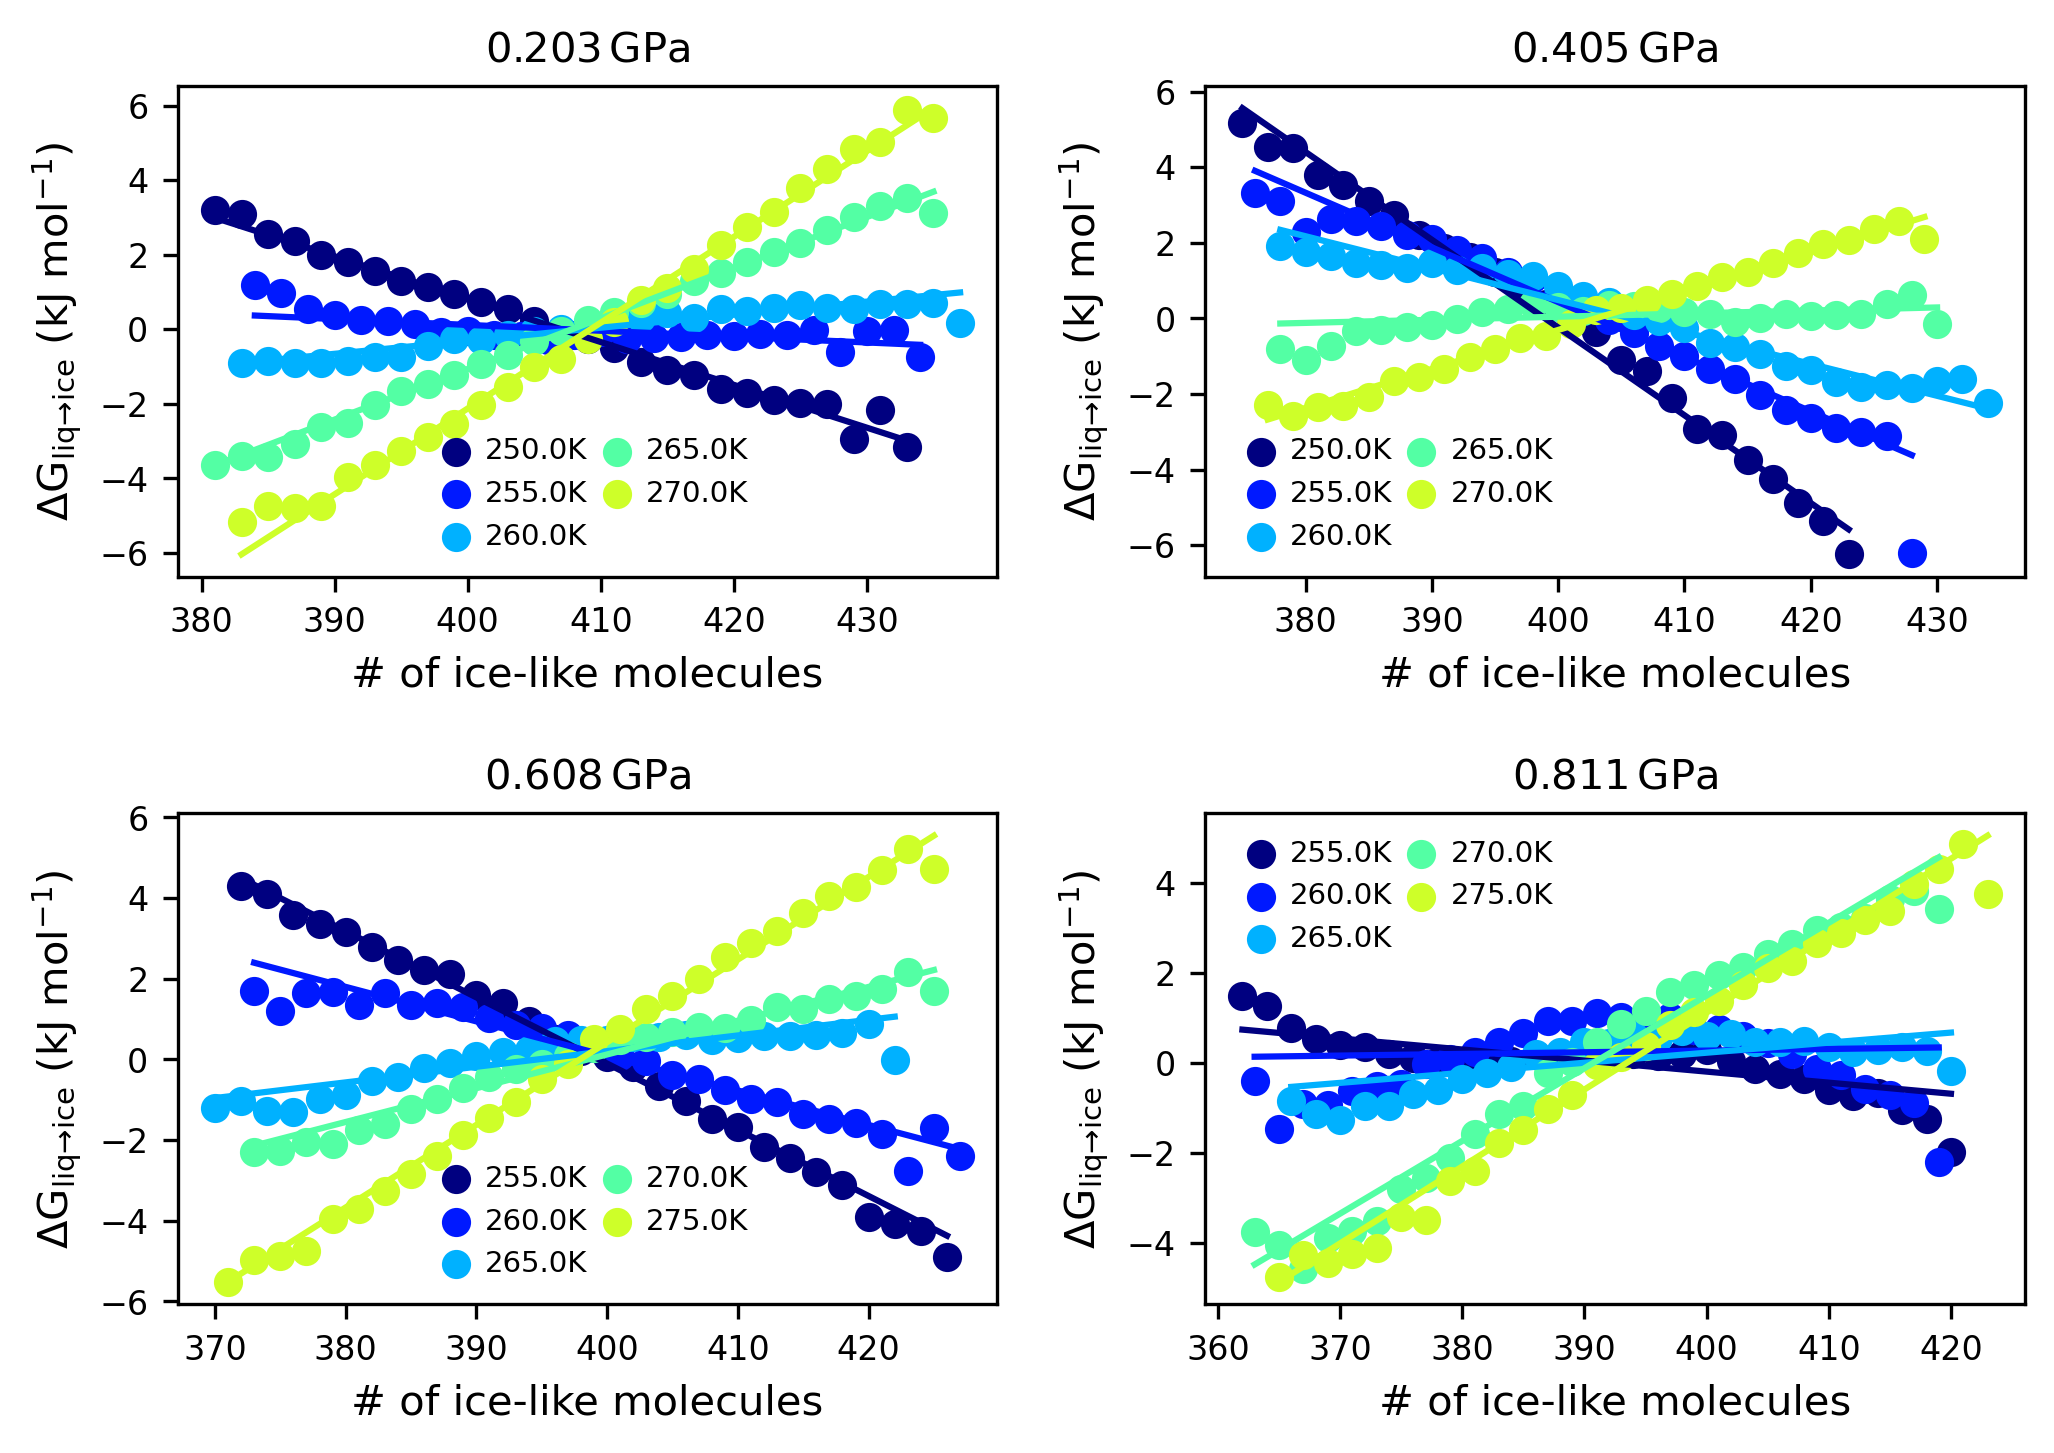 0.203 GPa
ΔG_liq→ice (kJ mol⁻¹)
6
4
2
0
−2
−4
−6
250.0K 265.0K
255.0K 270.0K
260.0K
380 390 400 410 420 430
# of ice-like molecules
0.405 GPa
ΔG_liq→ice (kJ mol⁻¹)
6
4
2
0
−2
−4
−6
250.0K 265.0K
255.0K 270.0K
260.0K
380 390 400 410 420 430
# of ice-like molecules
0.608 GPa
ΔG_liq→ice (kJ mol⁻¹)
6
4
2
0
−2
−4
−6
255.0K 270.0K
260.0K 275.0K
265.0K
370 380 390 400 410 420
# of ice-like molecules
0.811 GPa
ΔG_liq→ice (kJ mol⁻¹)
4
2
0
−2
−4
255.0K 270.0K
260.0K 275.0K
265.0K
360 370 380 390 400 410 420
# of ice-like molecules